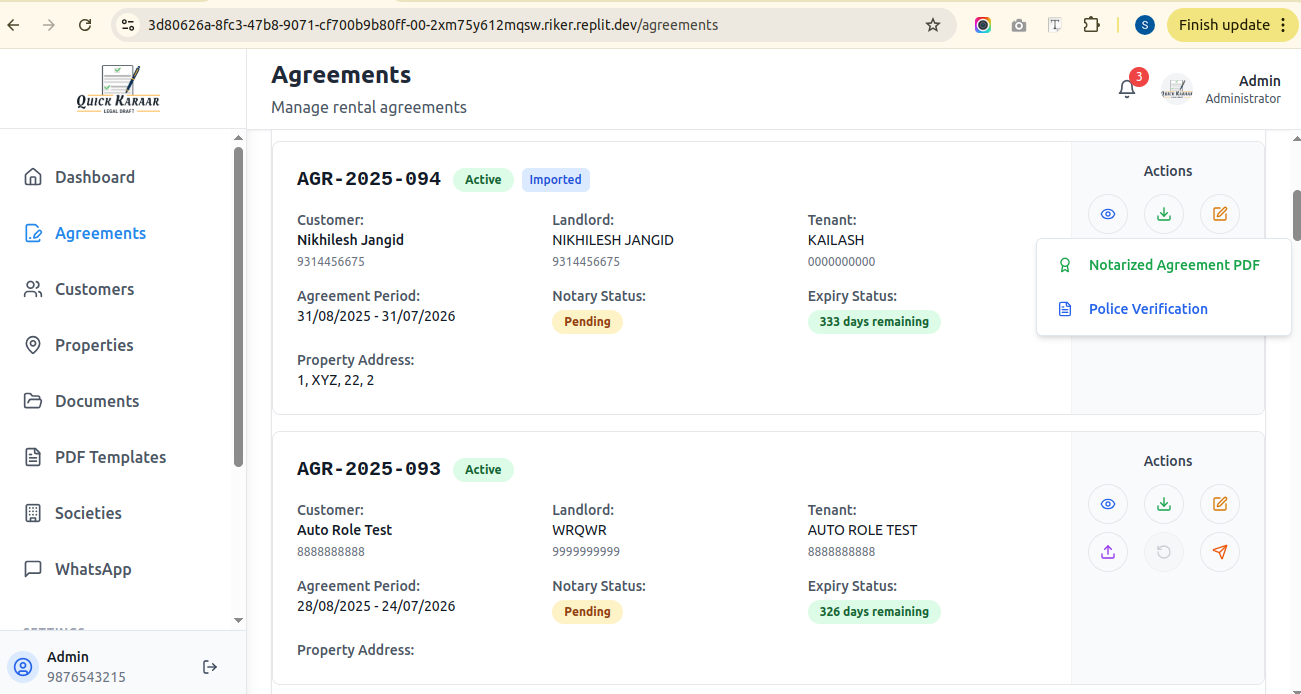 3d80626a-8fc3-47b8-9071-cf700b9b80ff-00-2xm75y612mqsw.riker.replit.dev/agreements
T
S
Finish update
QUICK KARAAR
LEGAL DRAFT
Agreements
Manage rental agreements
3
QUICK KARAAR
Admin
Administrator
Dashboard
Agreements
Customers
Properties
Documents
PDF Templates
Societies
WhatsApp
SETTINGS
Admin
9876543215
AGR-2025-094 Active Imported
Customer: Landlord: Tenant:
Nikhilesh Jangid NIKHILESH JANGID KAILASH
9314456675 9314456675 0000000000
Agreement Period: Notary Status: Expiry Status:
31/08/2025 - 31/07/2026 Pending 333 days remaining
Property Address:
1, XYZ, 22, 2
Actions
Notarized Agreement PDF
Police Verification
AGR-2025-093 Active
Customer: Landlord: Tenant:
Auto Role Test WRQWR AUTO ROLE TEST
8888888888 9999999999 8888888888
Agreement Period: Notary Status: Expiry Status:
28/08/2025 - 24/07/2026 Pending 326 days remaining
Property Address:
Actions